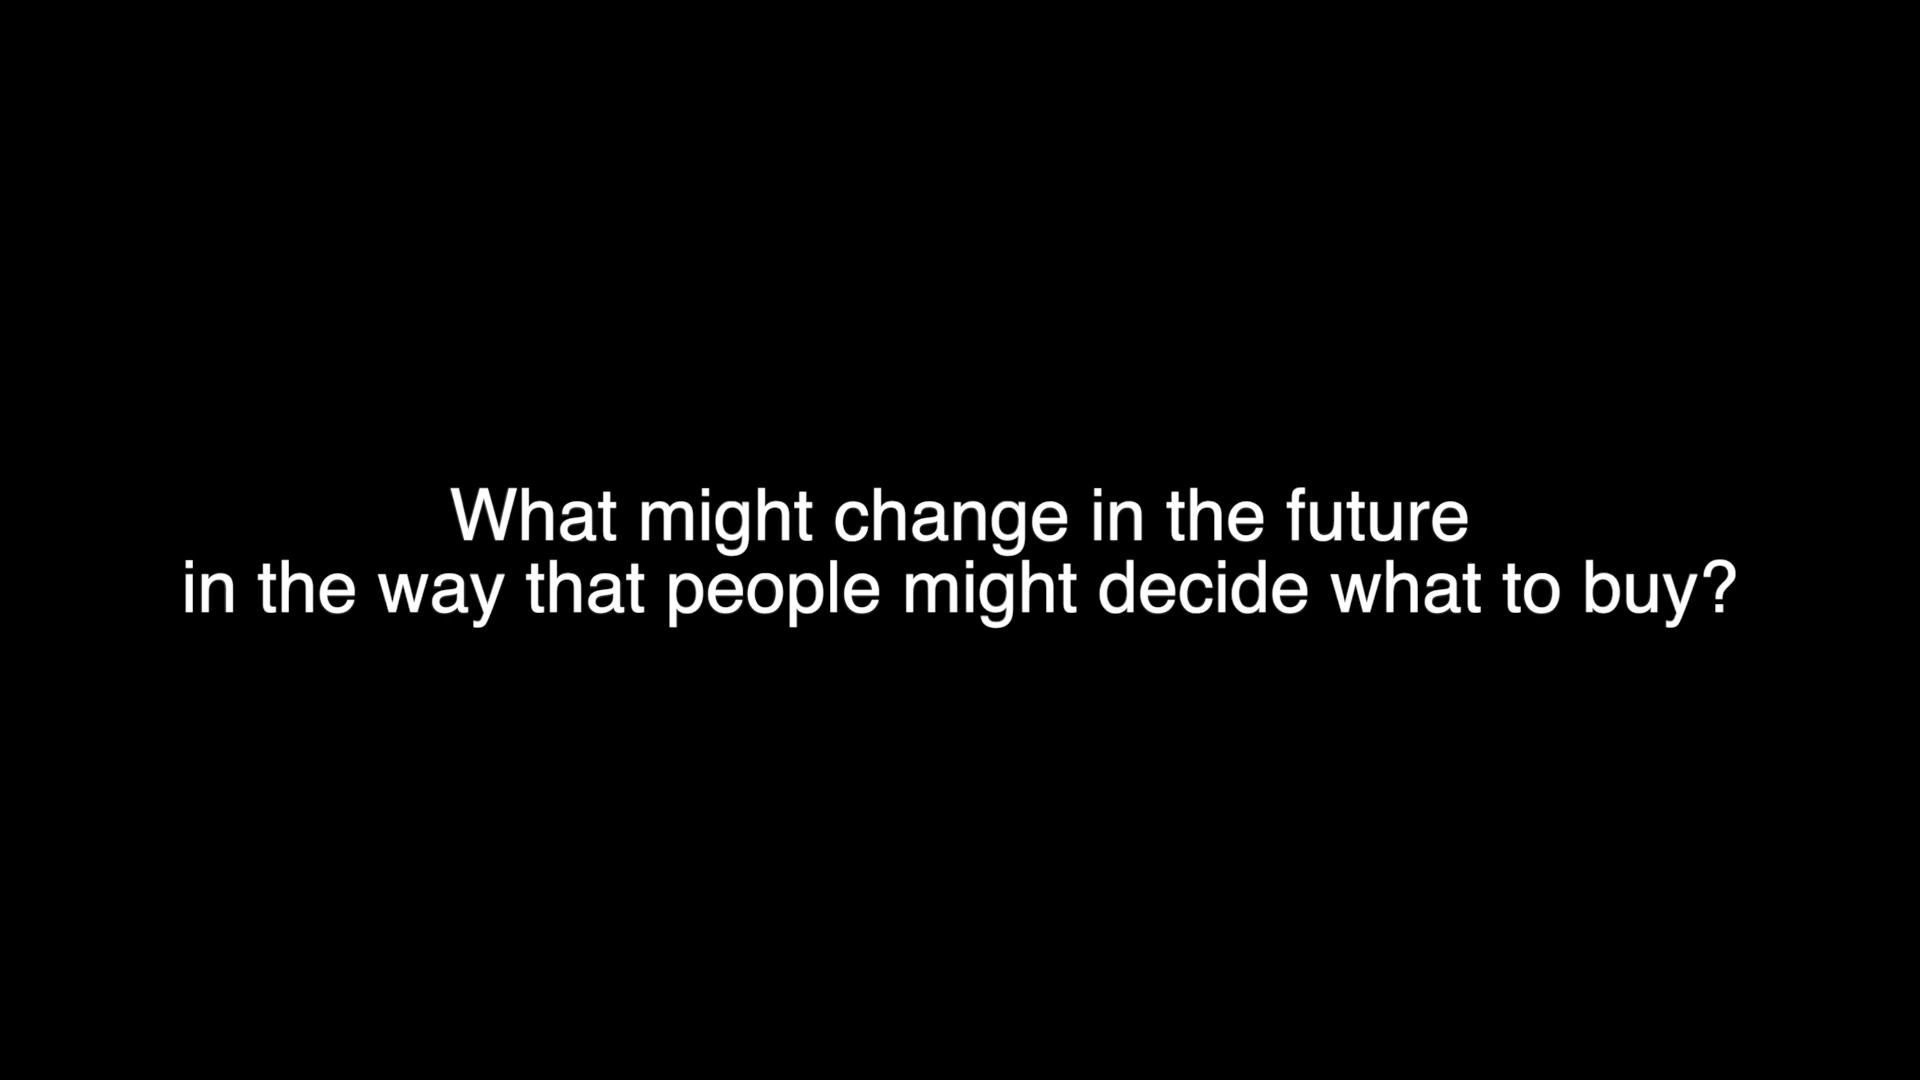 What might change in the future
in the way that people might decide what to buy?